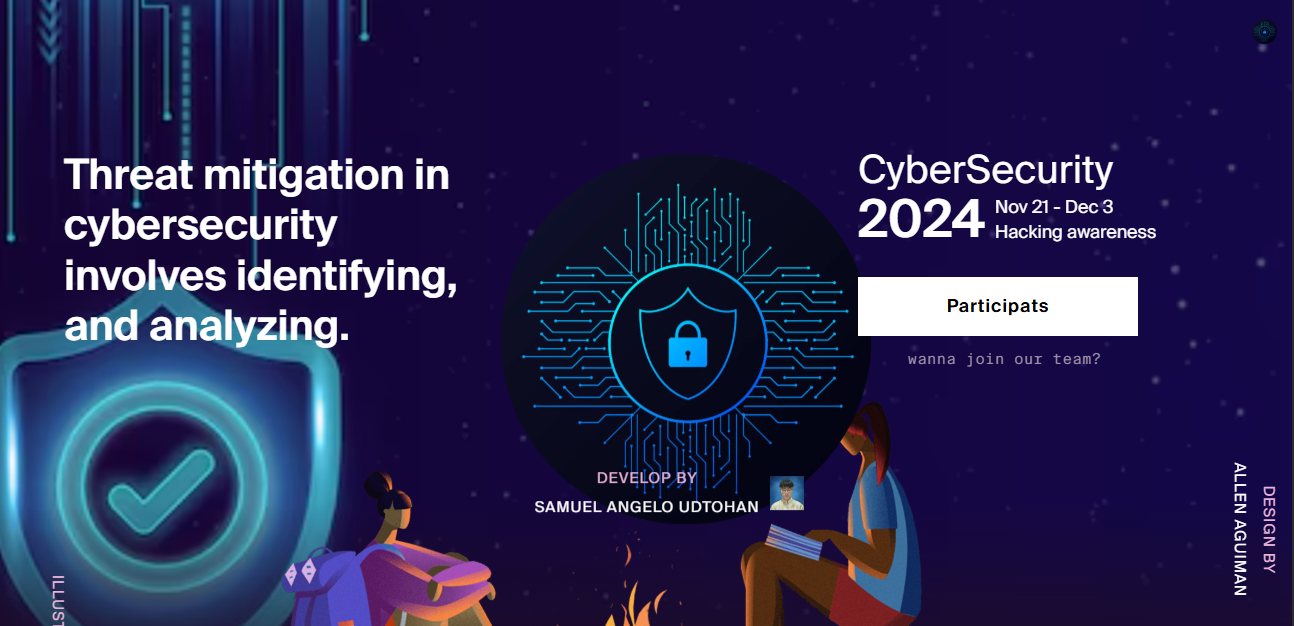 Threat mitigation in
cybersecurity
involves identifying,
and analyzing.
CyberSecurity
2024
Nov 21 - Dec 3
Hacking awareness
Participats
wanna join our team?
DEVELOP BY
SAMUEL ANGELO UDTOHAN
DESIGN BY
ALLEN AGUIMAN
ILLUST